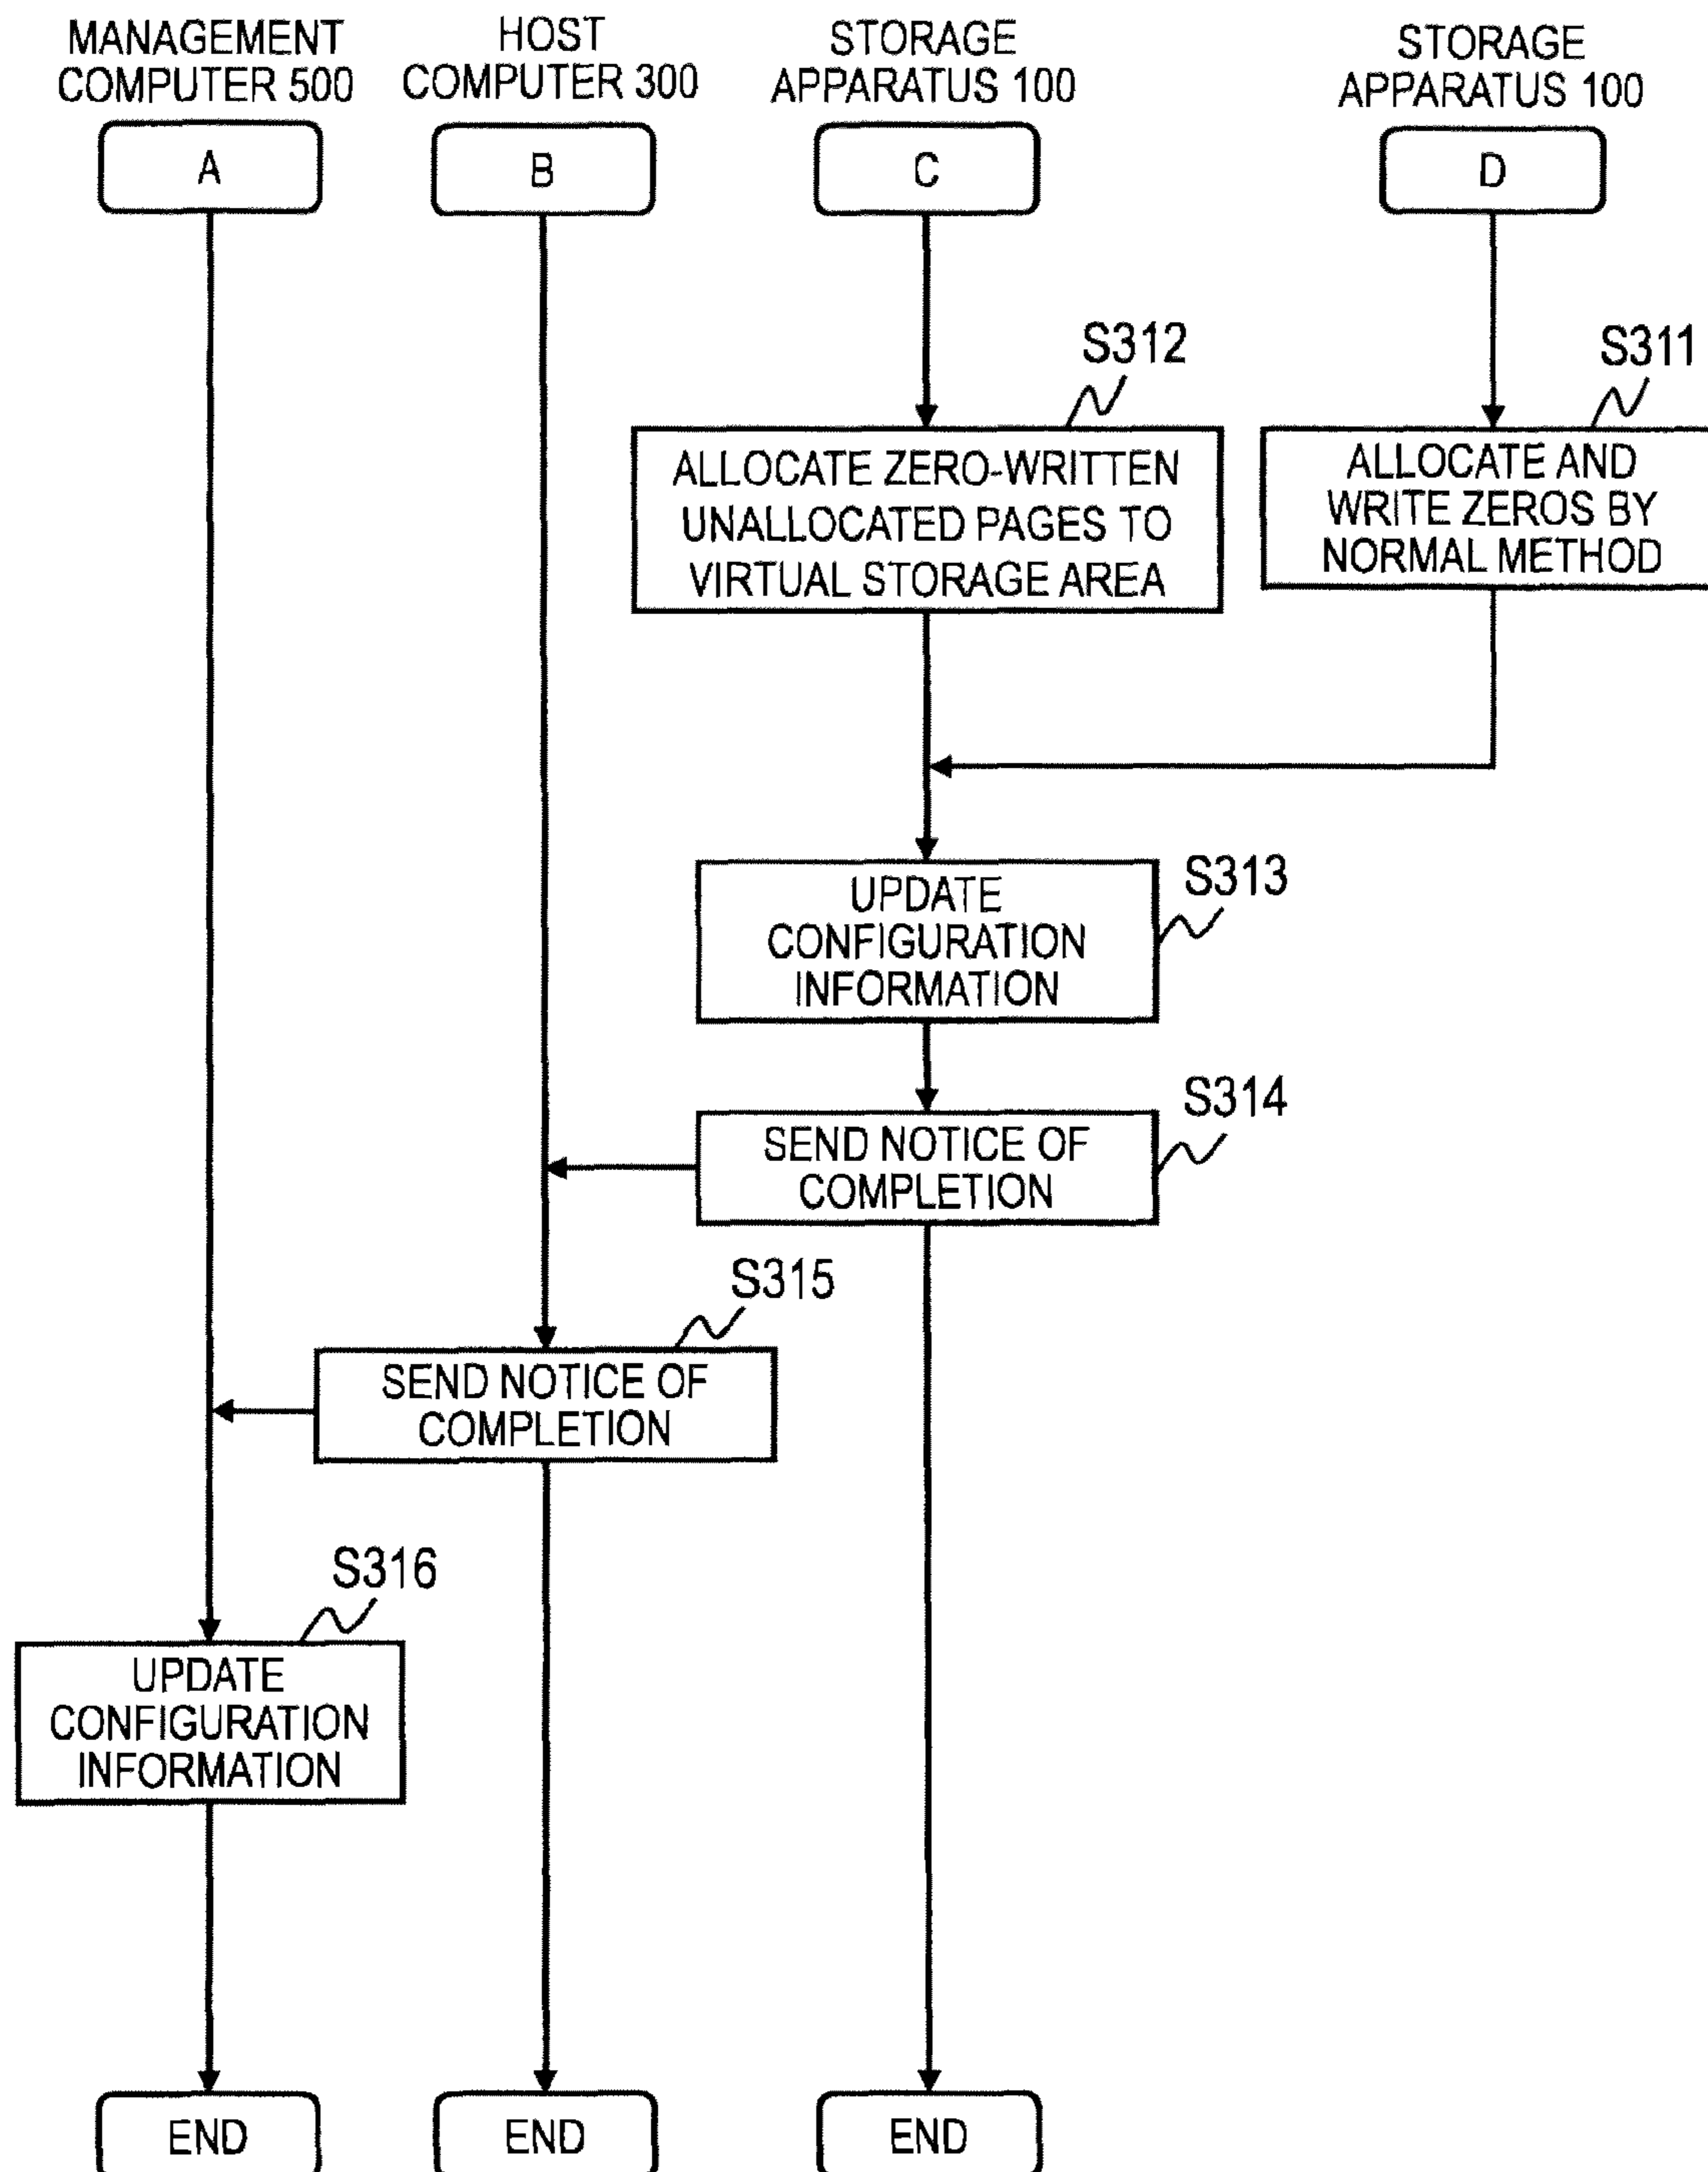 MANAGEMENT
COMPUTER 500
HOST
COMPUTER 300
STORAGE
APPARATUS 100
STORAGE
APPARATUS 100
A
B
C
D
S312
S311
ALLOCATE ZERO-WRITTEN
UNALLOCATED PAGES TO
VIRTUAL STORAGE AREA
ALLOCATE AND
WRITE ZEROS BY
NORMAL METHOD
S313
UPDATE
CONFIGURATION
INFORMATION
S314
SEND NOTICE OF
COMPLETION
S315
SEND NOTICE OF
COMPLETION
S316
UPDATE
CONFIGURATION
INFORMATION
END
END
END